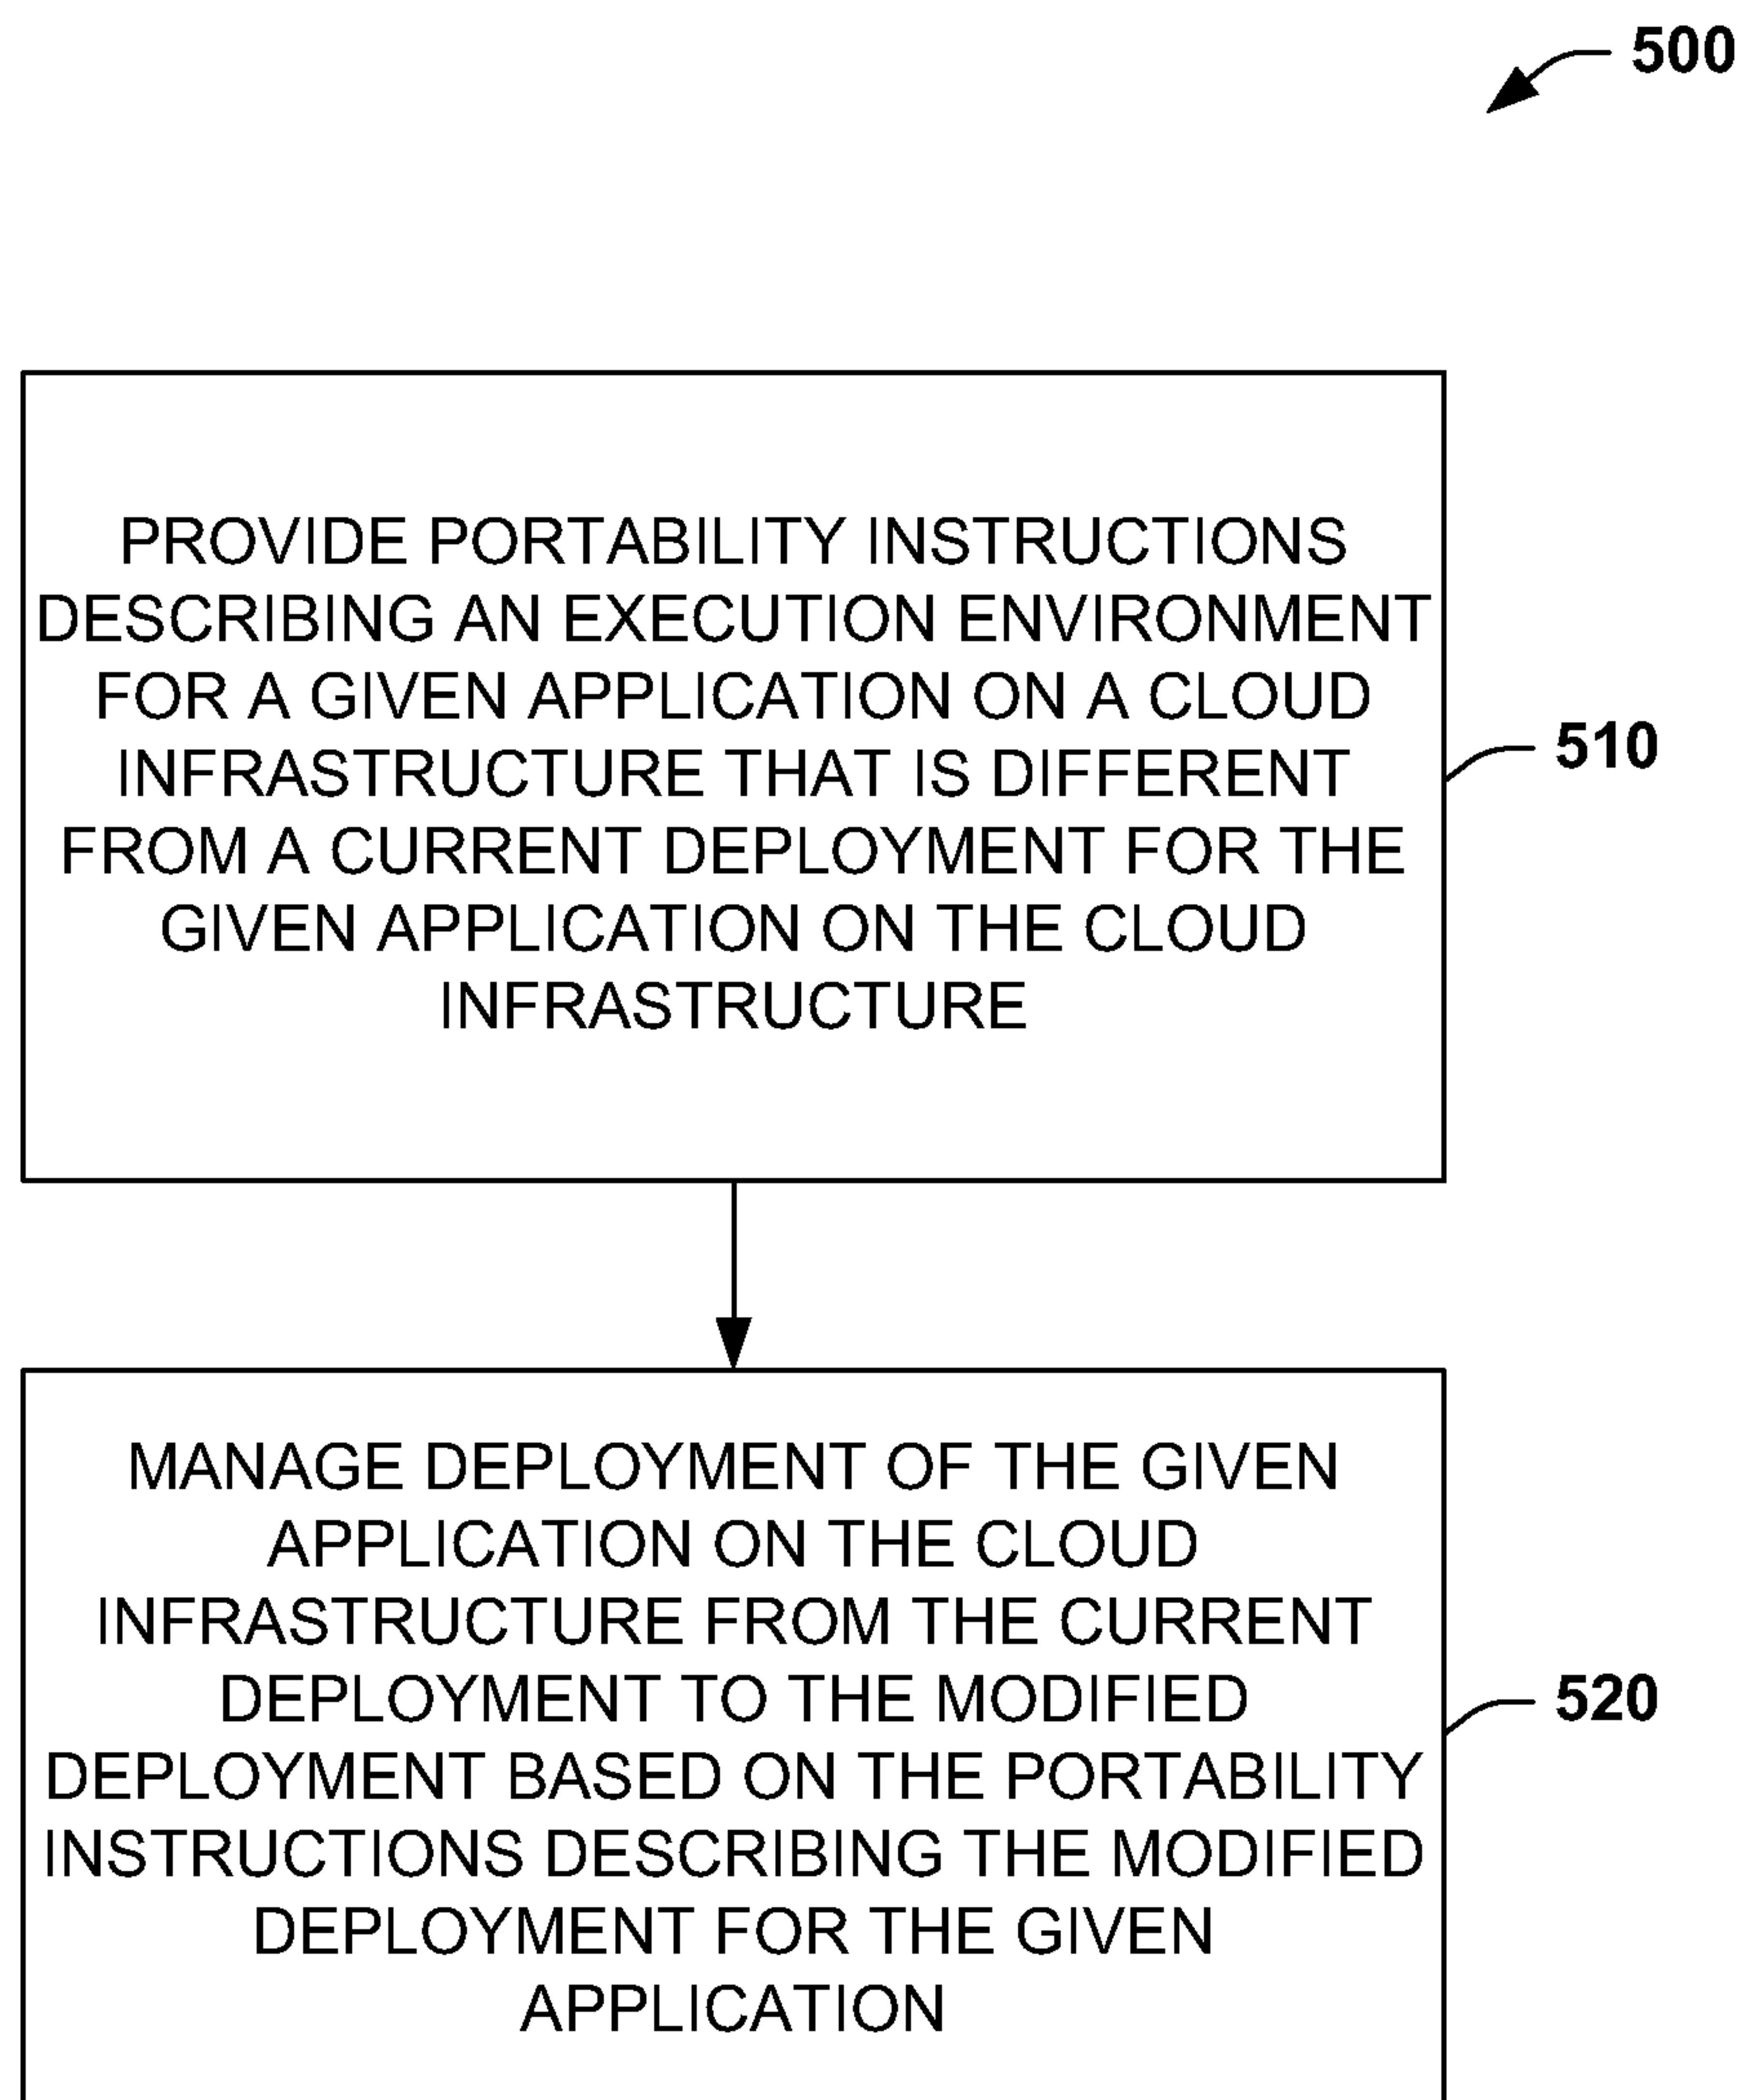 500
PROVIDE PORTABILITY INSTRUCTIONS
DESCRIBING AN EXECUTION ENVIRONMENT
FOR A GIVEN APPLICATION ON A CLOUD
INFRASTRUCTURE THAT IS DIFFERENT
FROM A CURRENT DEPLOYMENT FOR THE
GIVEN APPLICATION ON THE CLOUD
INFRASTRUCTURE
510
MANAGE DEPLOYMENT OF THE GIVEN
APPLICATION ON THE CLOUD
INFRASTRUCTURE FROM THE CURRENT
DEPLOYMENT TO THE MODIFIED
DEPLOYMENT BASED ON THE PORTABILITY
INSTRUCTIONS DESCRIBING THE MODIFIED
DEPLOYMENT FOR THE GIVEN
APPLICATION
520